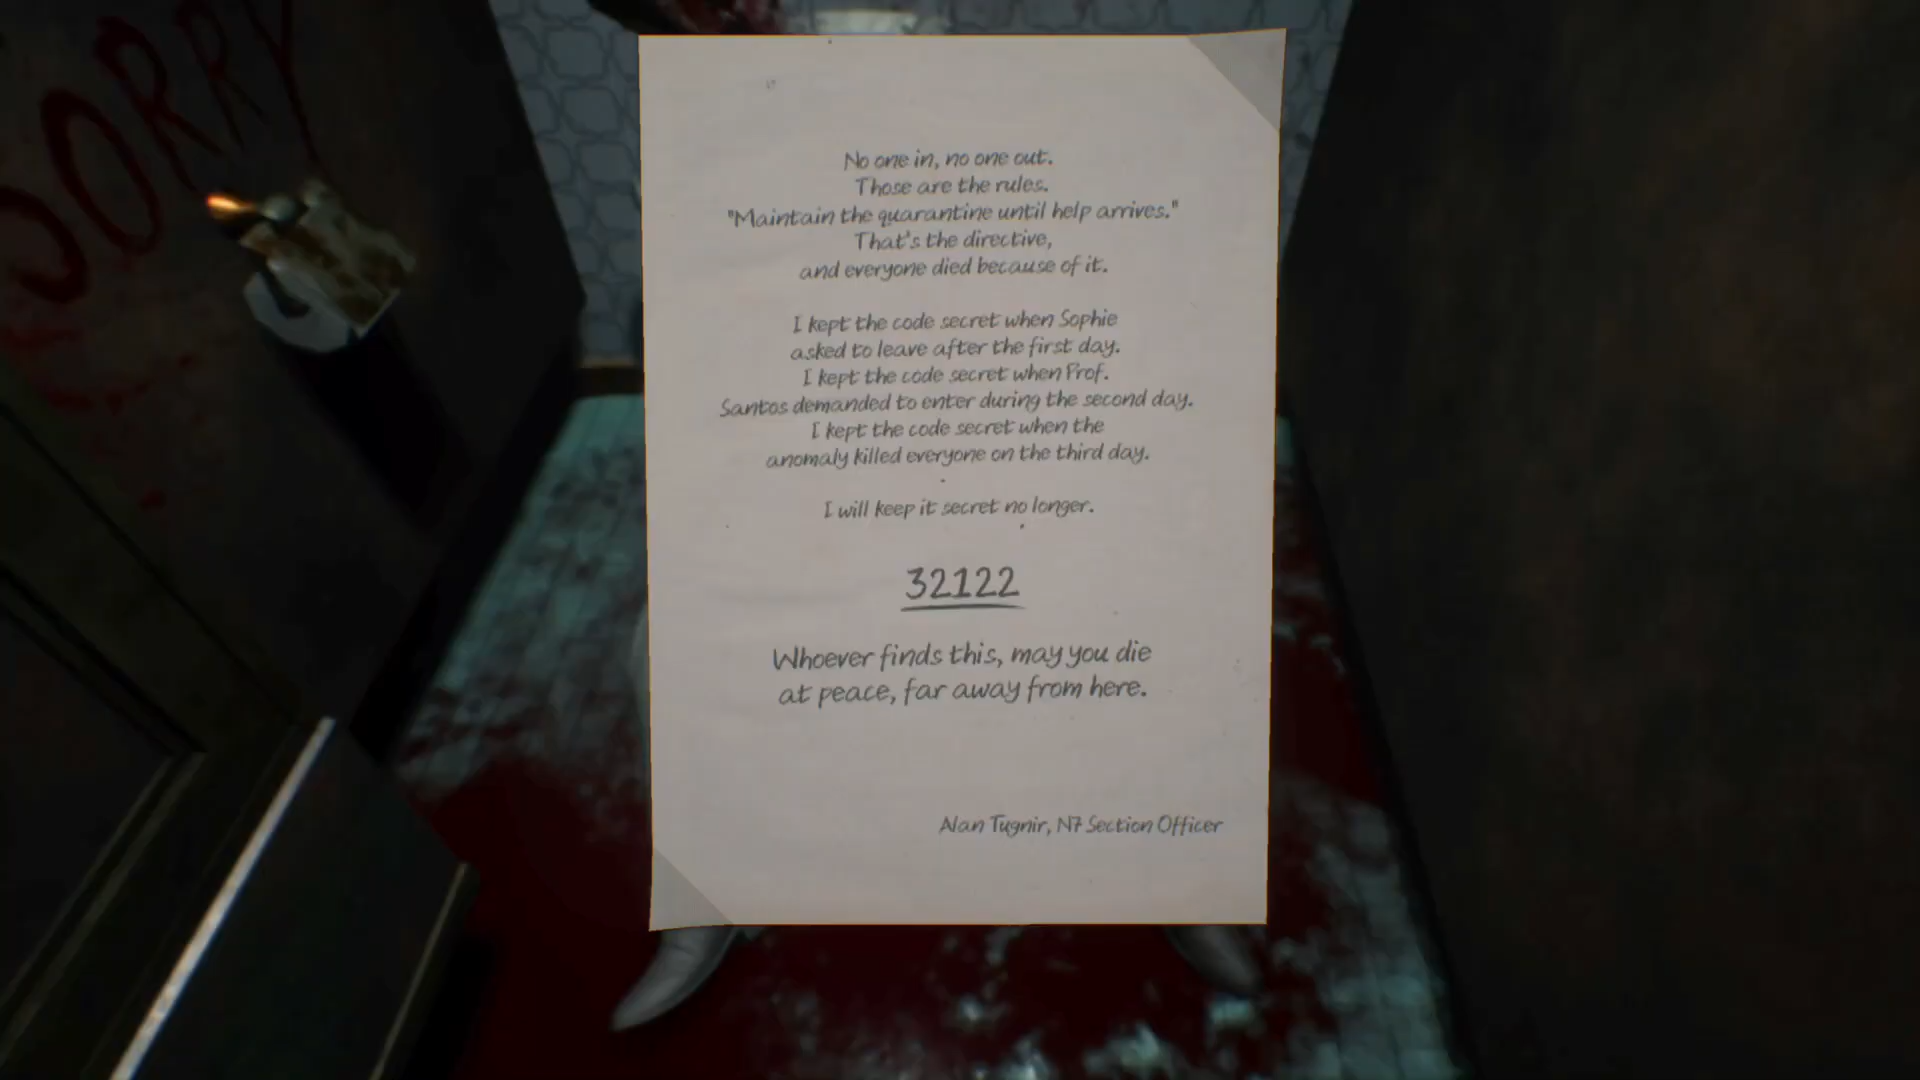 SORRY
No one in, no one out.
Those are the rules.
"Maintain the quarantine until help arrives."
That's the directive,
and everyone died because of it.
I kept the code secret when Sophie
asked to leave after the first day.
I kept the code secret when Prof.
Santos demanded to enter during the second day.
I kept the code secret when the
anomaly killed everyone on the third day.
I will keep it secret no longer.
32122
Whoever finds this, may you die
at peace, far away from here.
Alan Tugnir, N7 Section Officer